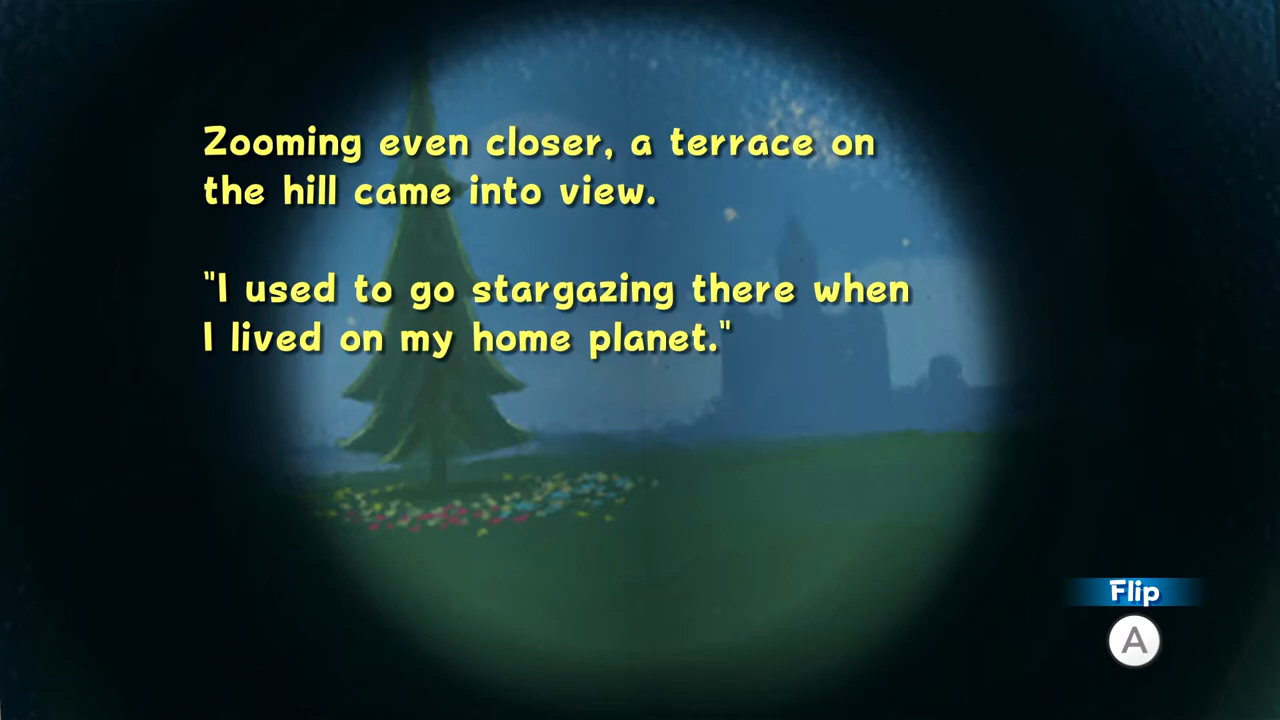 Zooming even closer, a terrace on
the hill came into view.
"I used to go stargazing there when
I lived on my home planet."
Flip
A